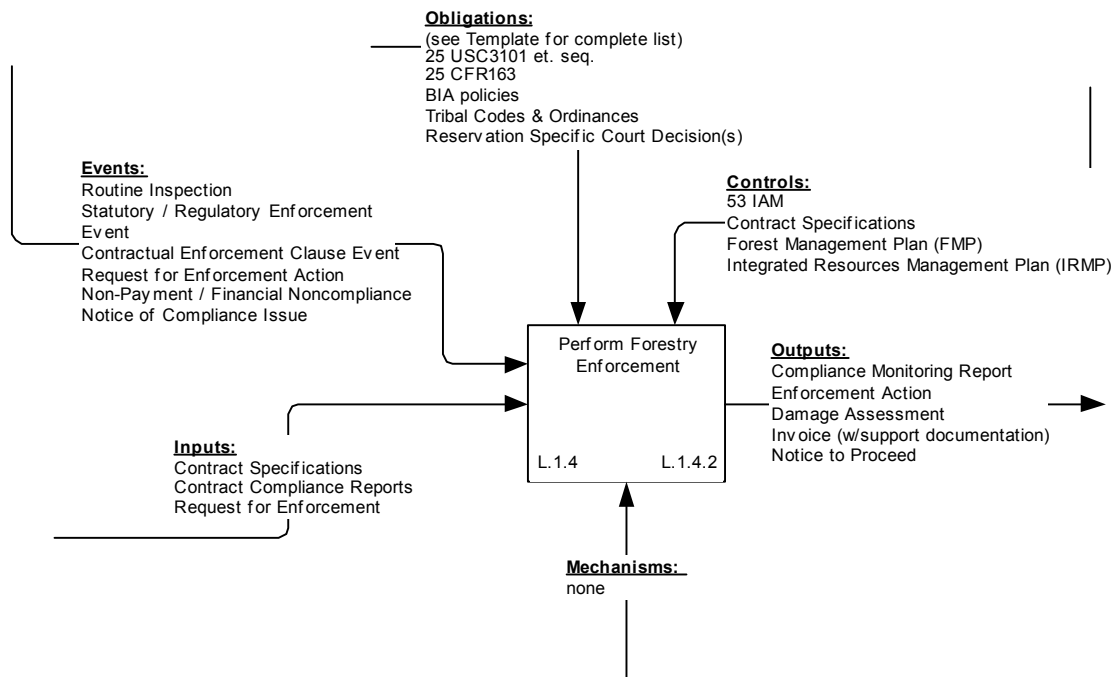 Obligations:
(see Template for complete list)
25 USC3101 et. seq.
25 CFR163
BIA policies
Tribal Codes & Ordinances
Reservation Specific Court Decision(s)
Events:
Routine Inspection
Statutory / Regulatory Enforcement
Event
Contractual Enforcement Clause Event
Request for Enforcement Action
Non-Payment / Financial Noncompliance
Notice of Compliance Issue
Controls:
53 IAM
Contract Specifications
Forest Management Plan (FMP)
Integrated Resources Management Plan (IRMP)
Perform Forestry
Enforcement
L.1.4 L.1.4.2
Outputs:
Compliance Monitoring Report
Enforcement Action
Damage Assessment
Invoice (w/support documentation)
Notice to Proceed
Inputs:
Contract Specifications
Contract Compliance Reports
Request for Enforcement
Mechanisms:
none